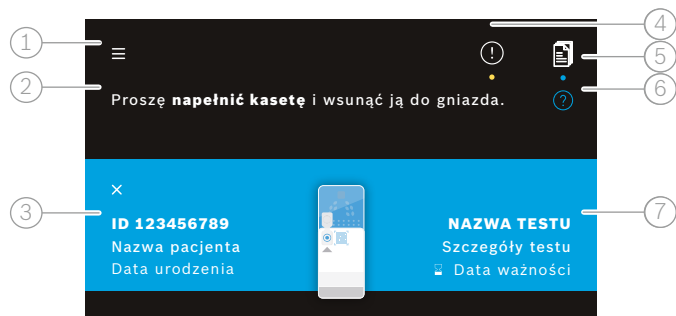 1
2
3
4
5
6
7
!
?
Proszę napełnić kasetę i wsunąć ją do gniazda.
ID 123456789
Nazwa pacjenta
Data urodzenia
NAZWA TESTU
Szczegóły testu
Data ważności